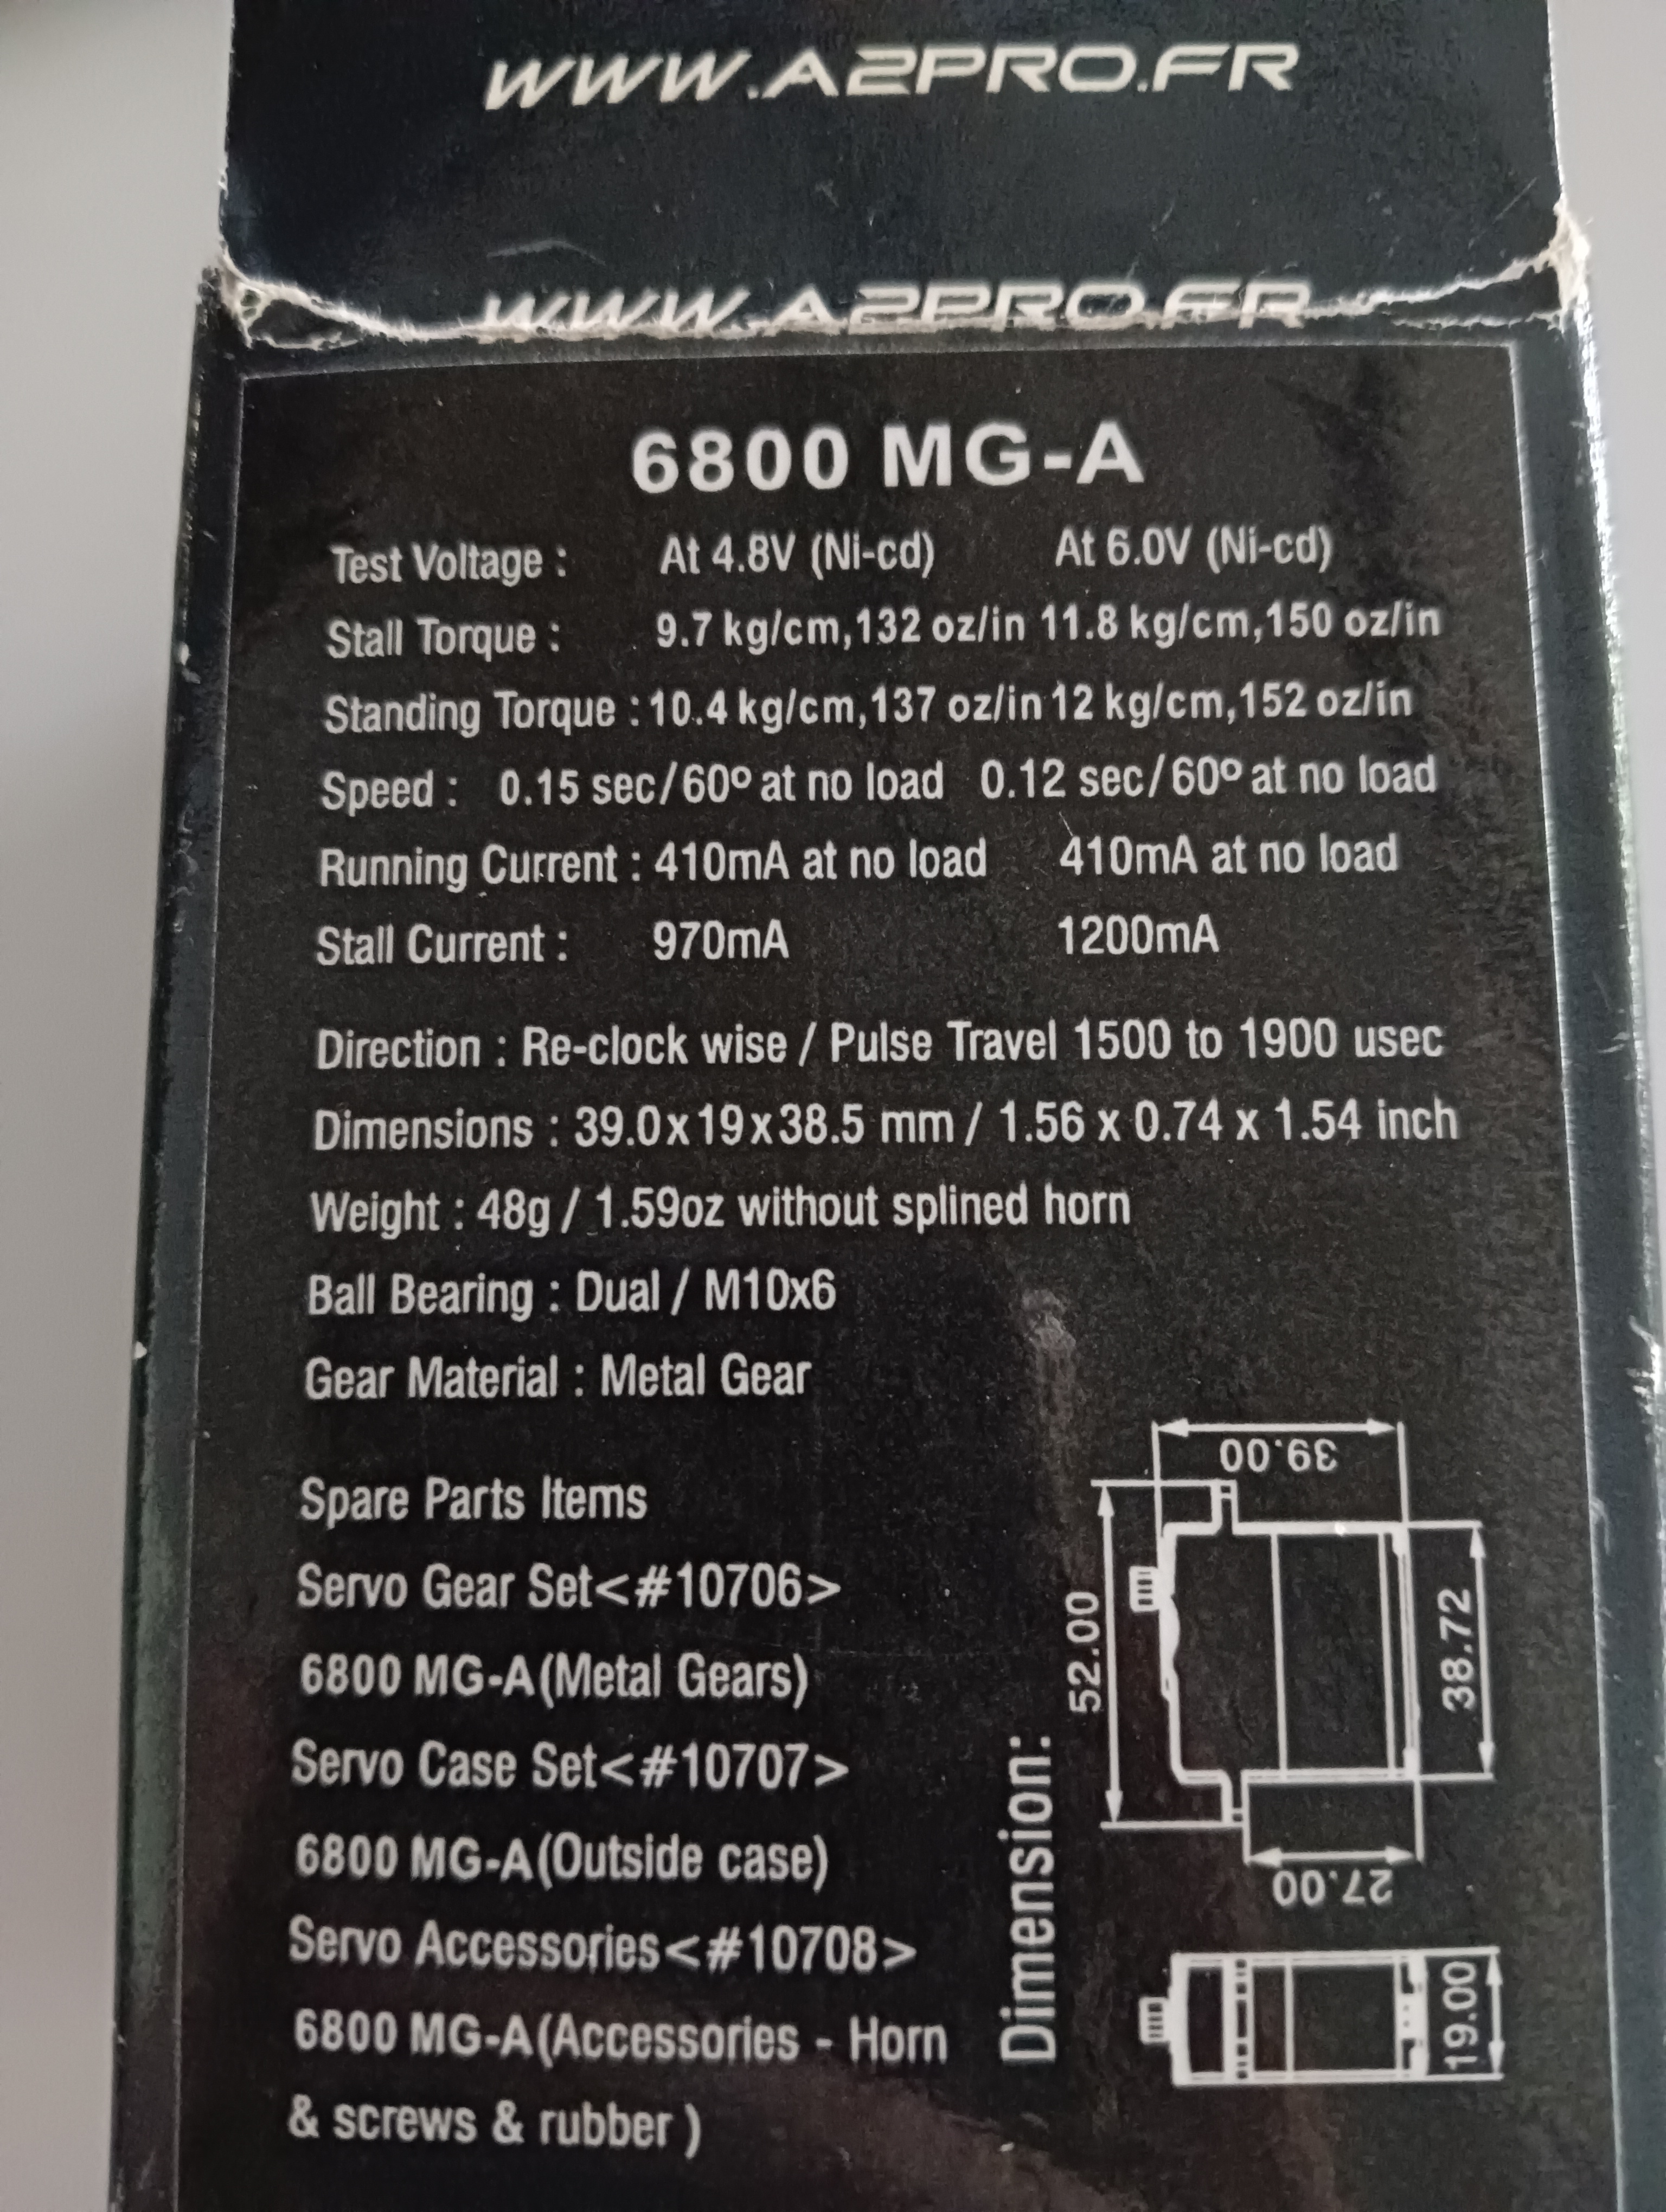 WWW.A2PRO.FR
WWW.A2PRO.FR
6800 MG-A
Test Voltage : At 4.8V (Ni-cd) At 6.0V (Ni-cd)
Stall Torque : 9.7 kg/cm,132 oz/in 11.8 kg/cm,150 oz/in
Standing Torque : 10.4 kg/cm,137 oz/in 12 kg/cm,152 oz/in
Speed : 0.15 sec/60º at no load 0.12 sec/60º at no load
Running Current : 410mA at no load 410mA at no load
Stall Current : 970mA 1200mA
Direction : Re-clock wise / Pulse Travel 1500 to 1900 usec
Dimensions : 39.0x19x38.5 mm / 1.56 x 0.74 x 1.54 inch
Weight : 48g / 1.59oz without splined horn
Ball Bearing : Dual / M10x6
Gear Material : Metal Gear
Spare Parts Items
Servo Gear Set<#10706>
6800 MG-A(Metal Gears)
Servo Case Set<#10707>
6800 MG-A(Outside case)
Servo Accessories<#10708>
6800 MG-A(Accessories - Horn
& screws & rubber )
Dimension:
39.00
52.00
38.72
27.00
19.00